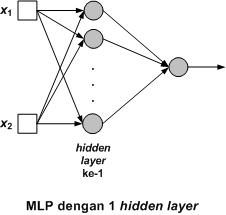 x1
x2
hidden
layer
ke-1
MLP dengan 1 hidden layer